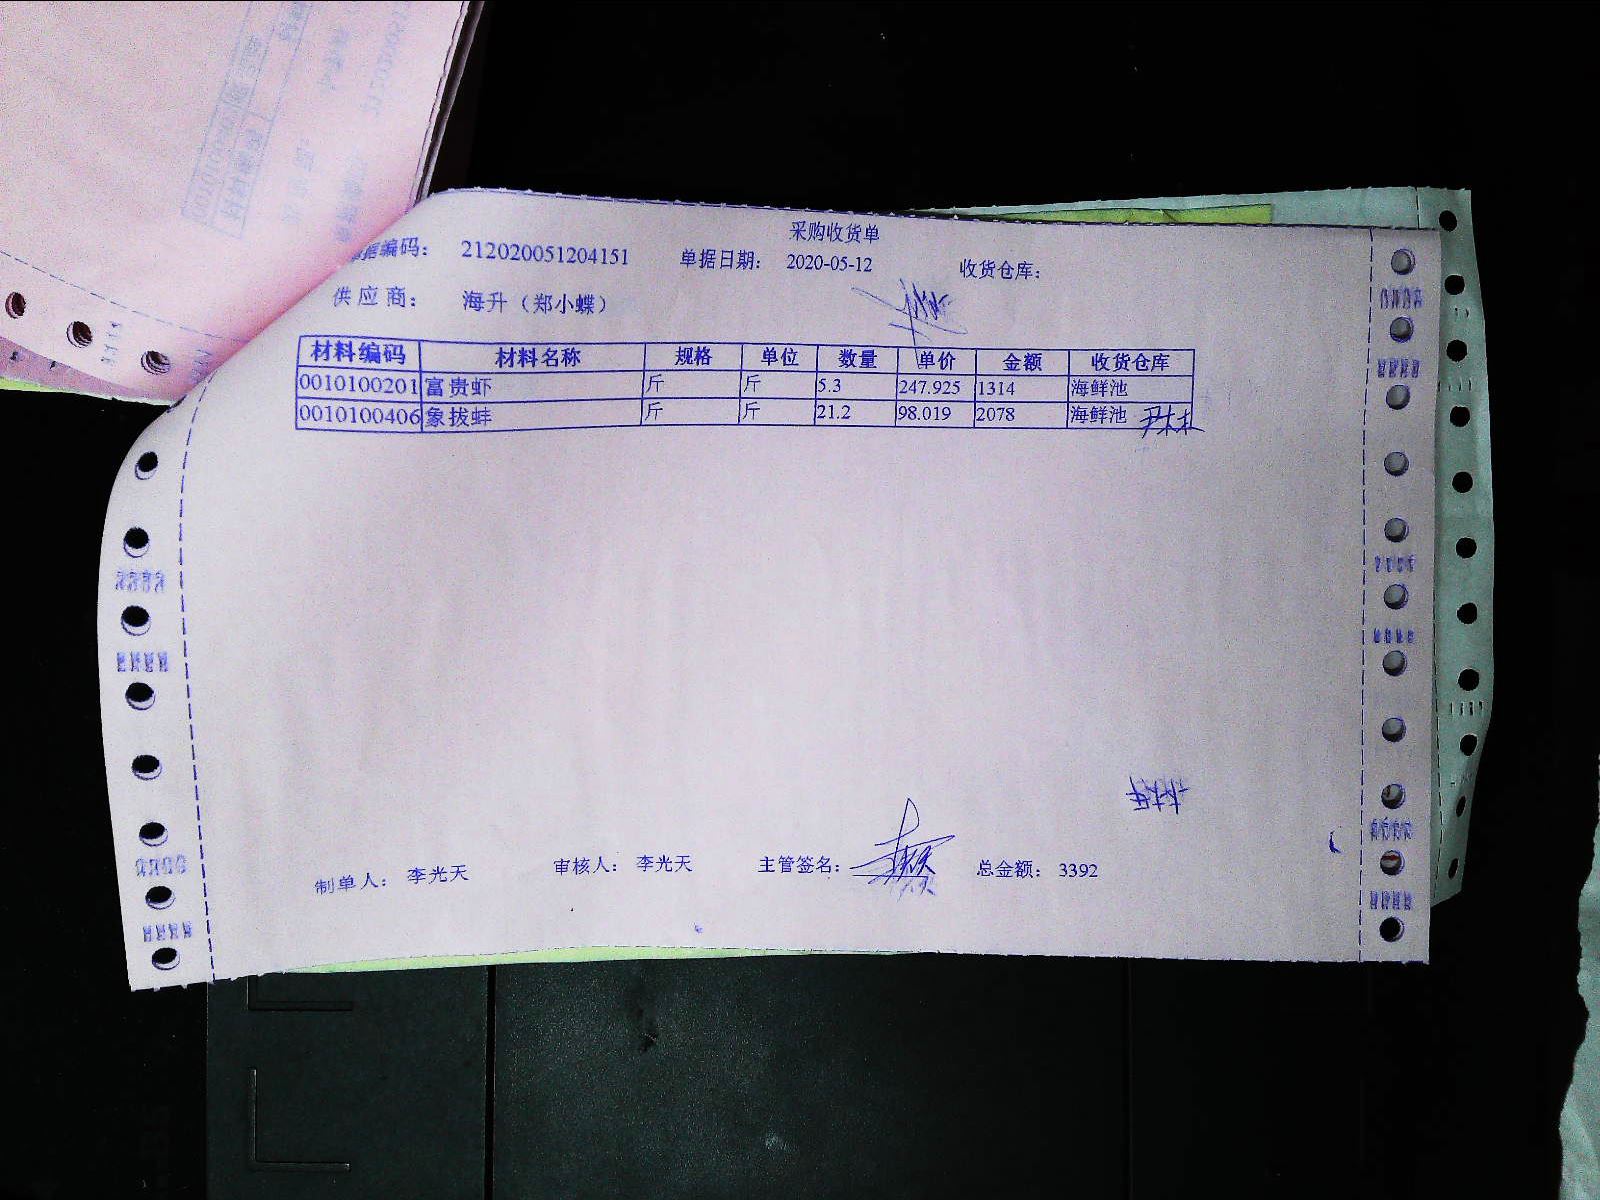 采购收货单
据编码： 212020051204151 单据日期： 2020-05-12 收货仓库：
供应商： 海升（郑小蝶）
材料编码 材料名称 规格 单位 数量 单价 金额 收货仓库
0010100201 富贵虾 斤 斤 5.3 247.925 1314 海鲜池
0010100406 象拔蚌 斤 斤 21.2 98.019 2078 海鲜池
制单人： 李光天 审核人： 李光天 主管签名： 总金额： 3392